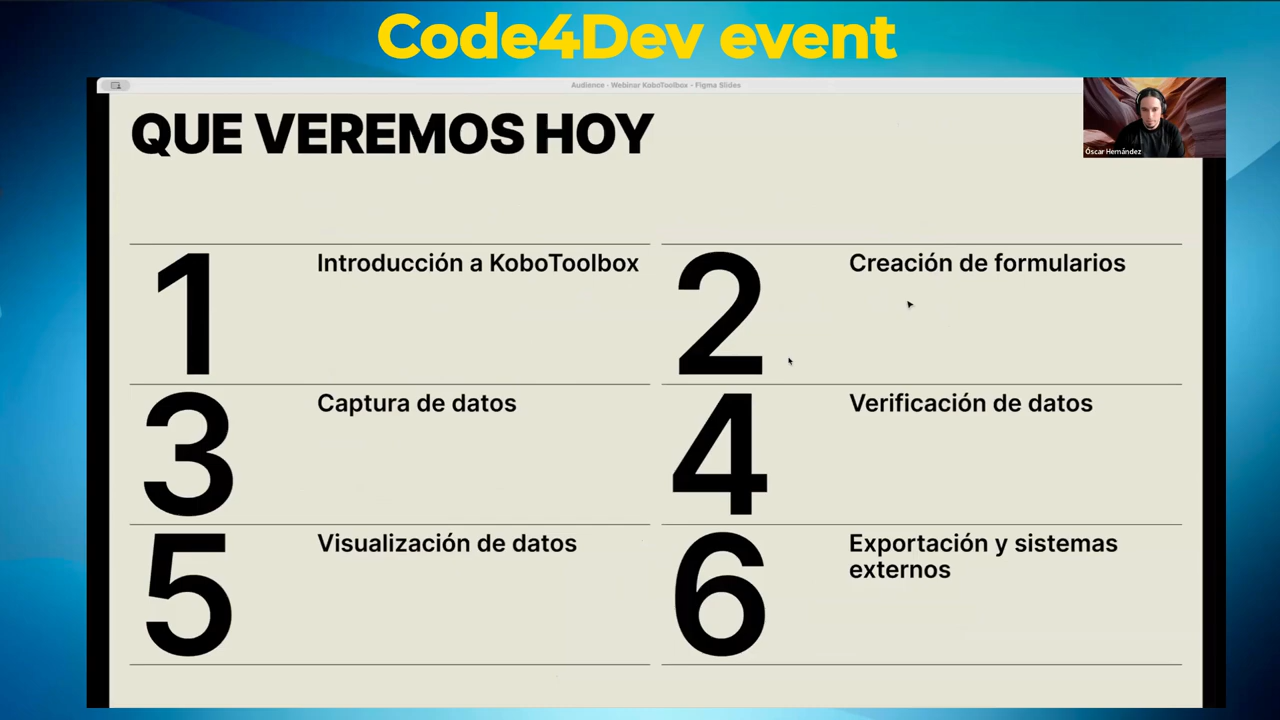 Code4Dev event
Audience - Webinar KoboToolbox - Figma Slides
QUE VEREMOS HOY
Óscar Hernández
1
Introducción a KoboToolbox
2
Creación de formularios
3
Captura de datos
4
Verificación de datos
5
Visualización de datos
6
Exportación y sistemas
externos